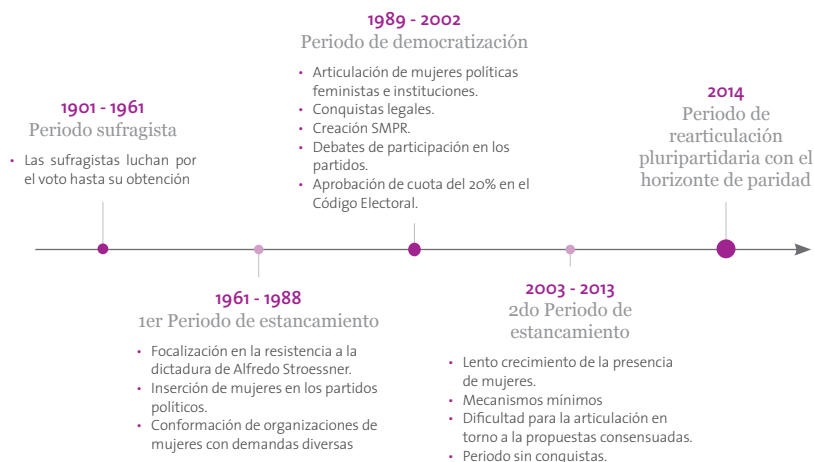 1901 - 1961
Periodo sufragista
• Las sufragistas luchan por
el voto hasta su obtención
1961 - 1988
1er Periodo de estancamiento
• Focalización en la resistencia a la
dictadura de Alfredo Stroessner.
• Inserción de mujeres en los partidos
políticos.
• Conformación de organizaciones de
mujeres con demandas diversas
1989 - 2002
Periodo de democratización
• Articulación de mujeres políticas
feministas e instituciones.
• Conquistas legales.
• Creación SMPR.
• Debates de participación en los
partidos.
• Aprobación de cuota del 20% en el
Código Electoral.
2003 - 2013
2do Periodo de
estancamiento
• Lento crecimiento de la presencia
de mujeres.
• Mecanismos mínimos
• Dificultad para la articulación en
torno a la propuestas consensuadas.
• Periodo sin conquistas.
2014
Periodo de
rearticulación
pluripartidaria con el
horizonte de paridad